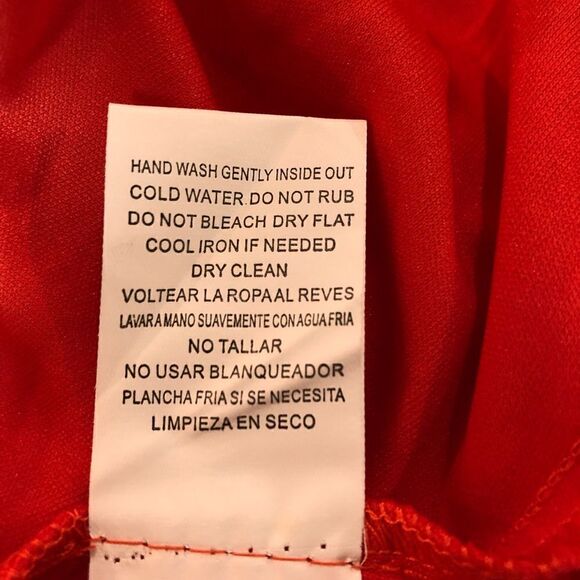 HAND WASH GENTLY INSIDE OUT
COLD WATER DO NOT RUB
DO NOT BLEACH DRY FLAT
COOL IRON IF NEEDED
DRY CLEAN
VOLTEAR LA ROPA AL REVES
LAVAR A MANO SUAVEMENTE CON AGUA FRIA
NO TALLAR
NO USAR BLANQUEADOR
PLANCHA FRIA SI SE NECESITA
LIMPIEZA EN SECO